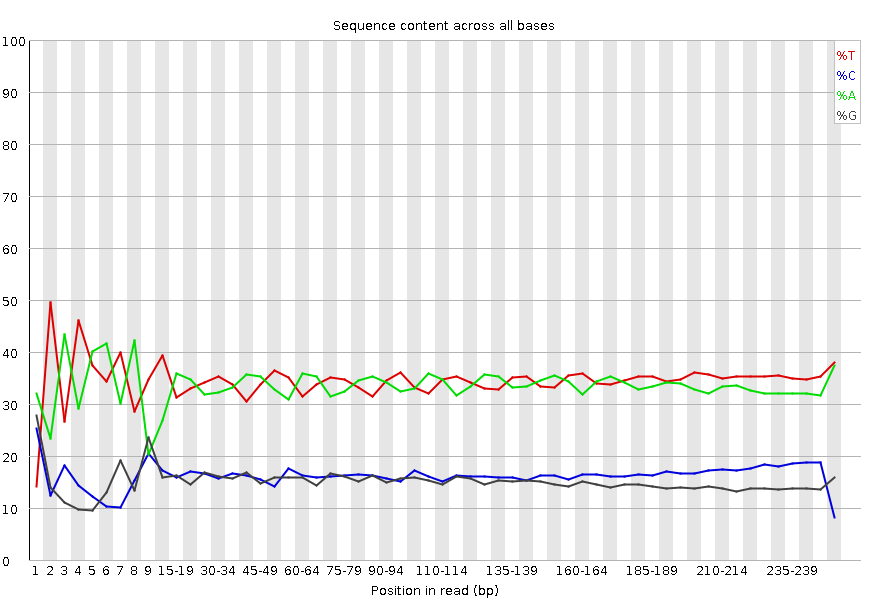 Sequence content across all bases
100
90
80
70
60
50
40
30
20
10
0
%T
%C
%A
%G
1 2 3 4 5 6 7 8 9 15-19 30-34 45-49 60-64 75-79 90-94 110-114 135-139 160-164 185-189 210-214 235-239
Position in read (bp)